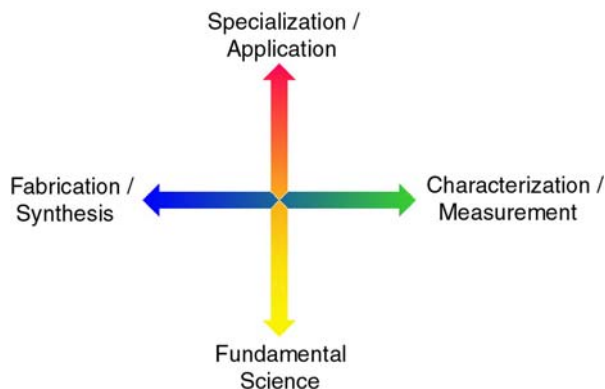 Specialization /
Application
Fabrication /
Synthesis
Characterization /
Measurement
Fundamental
Science